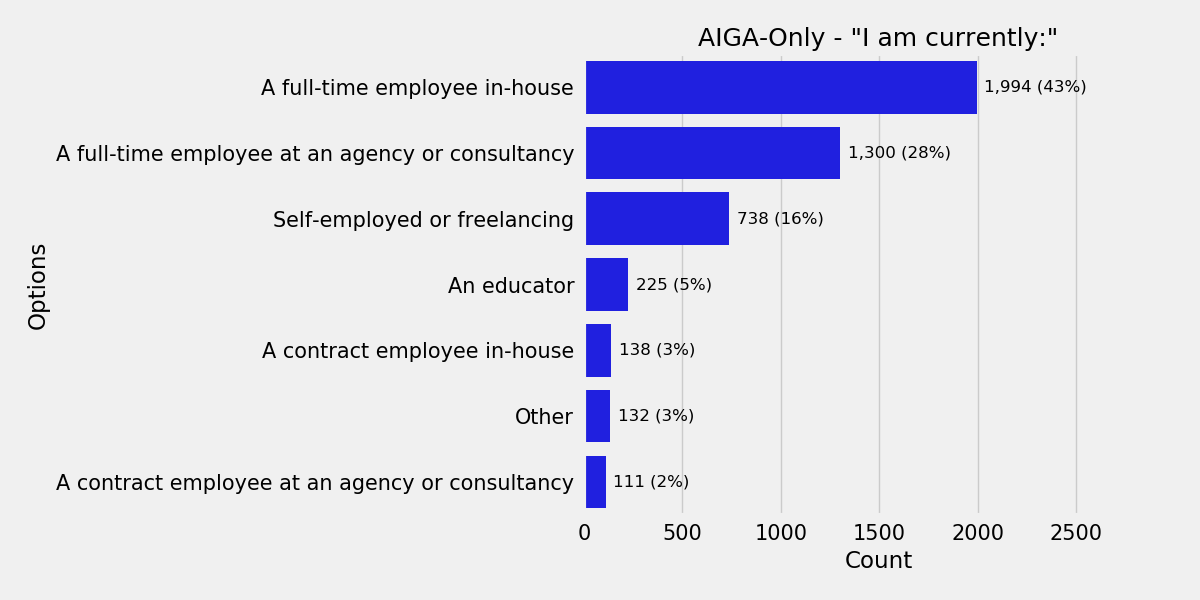 AIGA-Only - "I am currently:"
A full-time employee in-house
1,994 (43%)
A full-time employee at an agency or consultancy
1,300 (28%)
Self-employed or freelancing
738 (16%)
An educator
225 (5%)
A contract employee in-house
138 (3%)
Other
132 (3%)
A contract employee at an agency or consultancy
111 (2%)
Options
0 500 1000 1500 2000 2500
Count